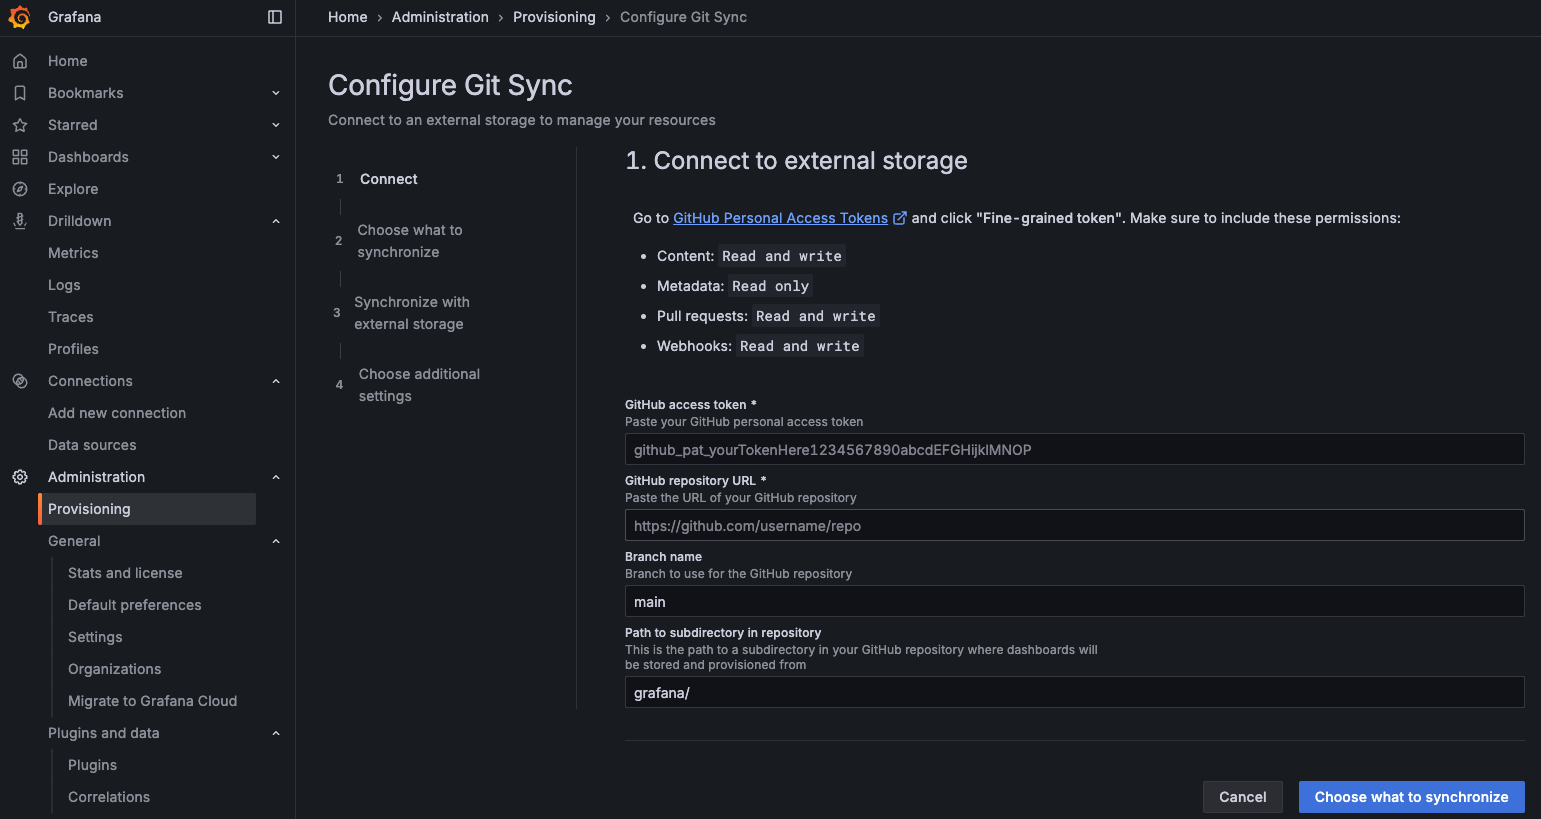 Grafana
Home › Administration › Provisioning › Configure Git Sync
Home
Bookmarks
Starred
Dashboards
Explore
Drilldown
Metrics
Logs
Traces
Profiles
Connections
Add new connection
Data sources
Administration
Provisioning
General
Stats and license
Default preferences
Settings
Organizations
Migrate to Grafana Cloud
Plugins and data
Plugins
Correlations
Configure Git Sync
Connect to an external storage to manage your resources
1 Connect
2 Choose what to
synchronize
3 Synchronize with
external storage
4 Choose additional
settings
1. Connect to external storage
Go to GitHub Personal Access Tokens and click "Fine-grained token". Make sure to include these permissions:
• Content: Read and write
• Metadata: Read only
• Pull requests: Read and write
• Webhooks: Read and write
GitHub access token *
Paste your GitHub personal access token
github_pat_yourTokenHere1234567890abcdEFGHijklMNOP
GitHub repository URL *
Paste the URL of your GitHub repository
https://github.com/username/repo
Branch name
Branch to use for the GitHub repository
main
Path to subdirectory in repository
This is the path to a subdirectory in your GitHub repository where dashboards will
be stored and provisioned from
grafana/
Cancel
Choose what to synchronize